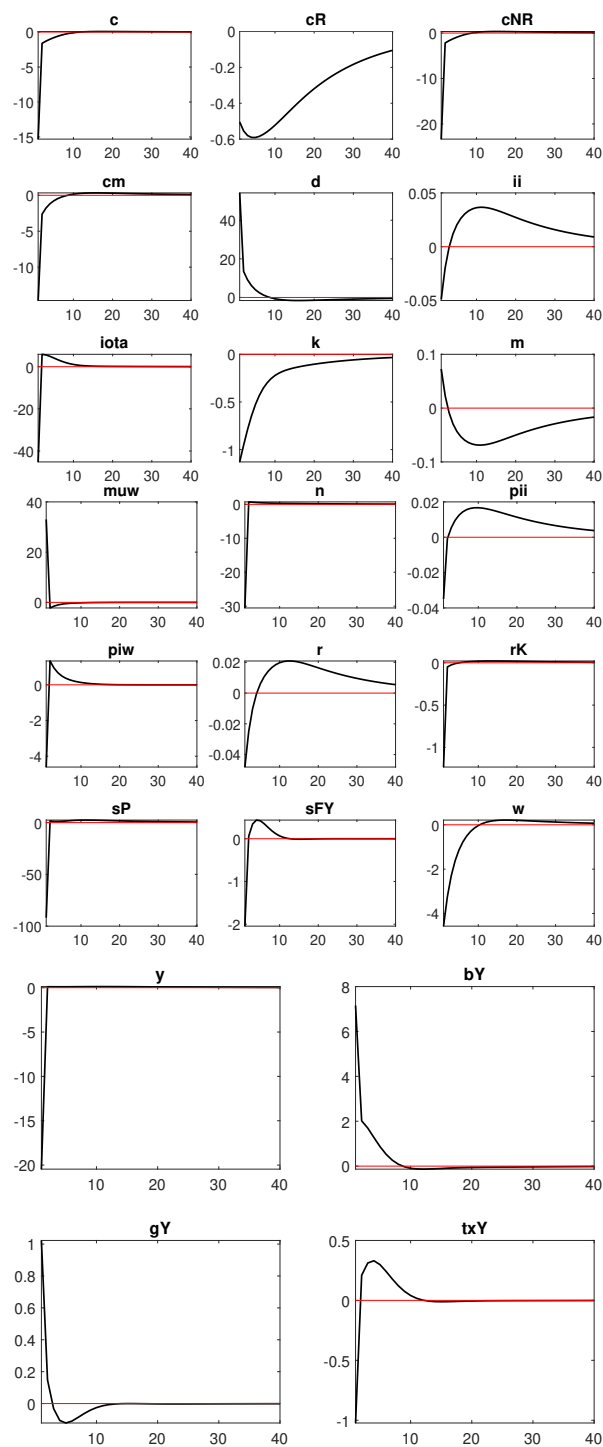 c cR cNR
0 -5 -10 -15 10 20 30 40
0 -0.2 -0.4 -0.6 10 20 30 40
0 -10 -20 10 20 30 40
cm d ii
0 -5 -10 10 20 30 40
40 20 0 10 20 30 40
0.05 0 -0.05 10 20 30 40
iota k m
0 -20 -40 10 20 30 40
0 -0.5 -1 10 20 30 40
0.1 0 -0.1 10 20 30 40
muw n pii
40 20 0 10 20 30 40
0 -10 -20 -30 10 20 30 40
0.02 0 -0.02 -0.04 10 20 30 40
piw r rK
0 -2 -4 10 20 30 40
0.02 0 -0.02 -0.04 10 20 30 40
0 -0.5 -1 10 20 30 40
sP sFY w
0 -50 -100 10 20 30 40
0 -1 -2 10 20 30 40
0 -2 -4 10 20 30 40
y bY
0 -5 -10 -15 -20 10 20 30 40
8 6 4 2 0 10 20 30 40
gY txY
1 0.8 0.6 0.4 0.2 0 10 20 30 40
0.5 0 -0.5 -1 10 20 30 40